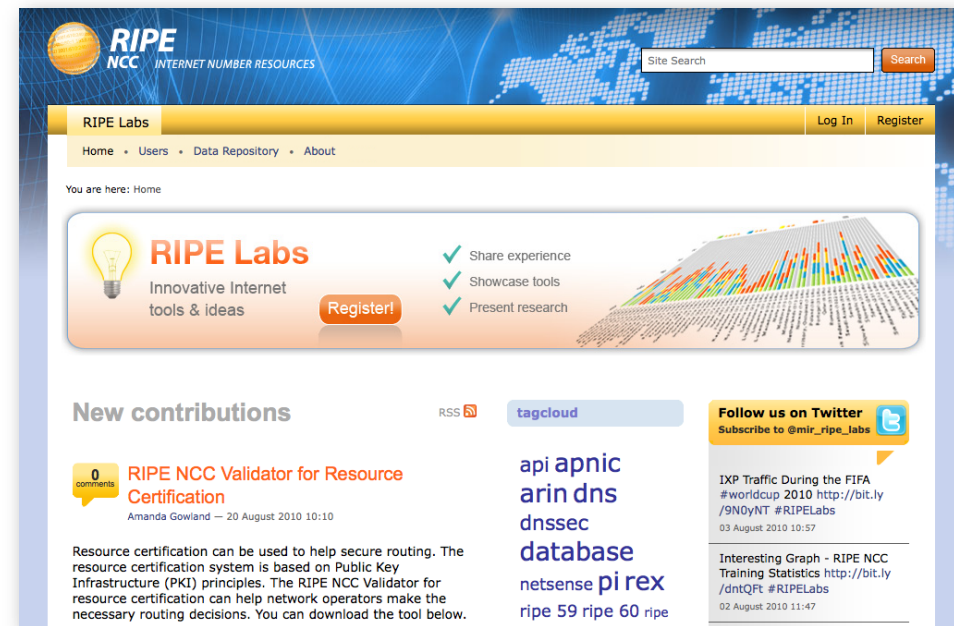 RIPE
NCC INTERNET NUMBER RESOURCES
Site Search
Search
RIPE Labs
Log In
Register
Home • Users • Data Repository • About
You are here: Home
RIPE Labs
Innovative Internet
tools & ideas
Register!
Share experience
Showcase tools
Present research
New contributions
RSS
0
comments
RIPE NCC Validator for Resource
Certification
Amanda Gowland — 20 August 2010 10:10
Resource certification can be used to help secure routing. The
resource certification system is based on Public Key
Infrastructure (PKI) principles. The RIPE NCC Validator for
resource certification can help network operators make the
necessary routing decisions. You can download the tool below.
tagcloud
api apnic
arin dns
dnssec
database
netsense pi rex
ripe 59 ripe 60 ripe
Follow us on Twitter
Subscribe to @mir_ripe_labs
IXP Traffic During the FIFA
#worldcup 2010 http://bit.ly
/9N0yNT #RIPELabs
03 August 2010 10:57
Interesting Graph - RIPE NCC
Training Statistics http://bit.ly
/dntQFt #RIPELabs
02 August 2010 11:47